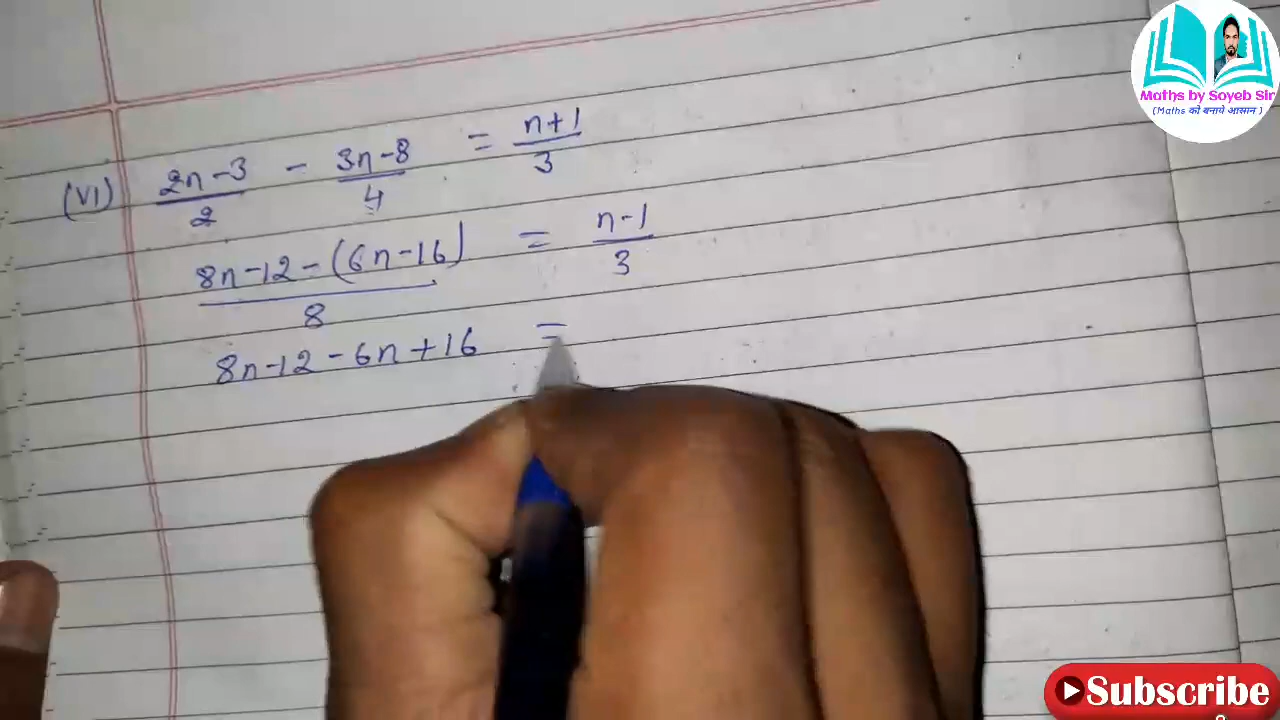 Maths by Soyeb Sir
(Maths को बनाये आसान)
(VI) 2n-3/2 - 3n-8/4 = n+1/3
8n-12-(6n-16)/8 = n-1/3
8n-12-6n+16 =
Subscribe